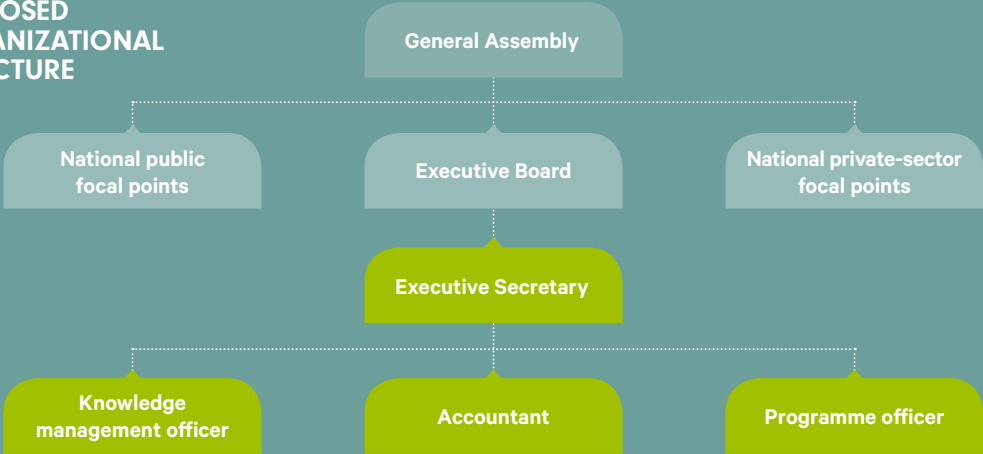 OSED
ANIZATIONAL
CTURE
General Assembly
National public
focal points
Executive Board
National private-sector
focal points
Executive Secretary
Knowledge
management officer
Accountant
Programme officer